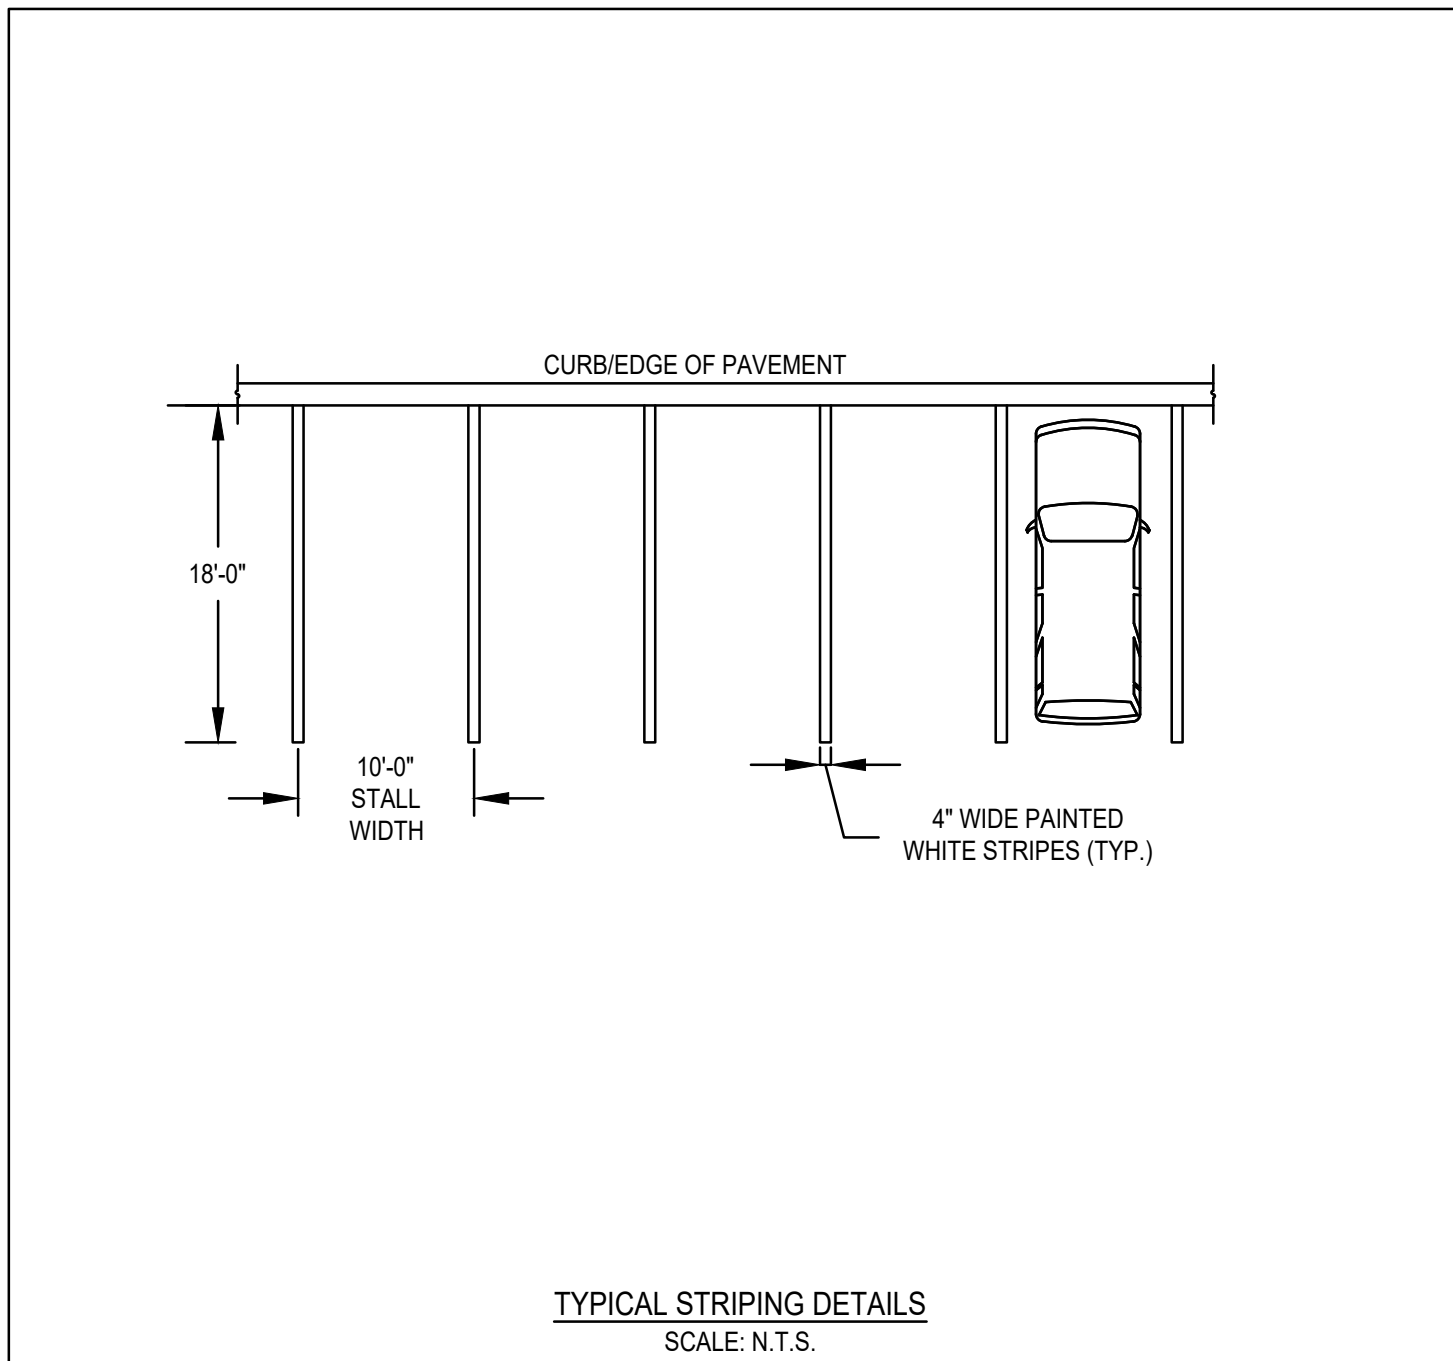 CURB/EDGE OF PAVEMENT
18'-0"
10'-0"
STALL
WIDTH
4" WIDE PAINTED
WHITE STRIPES (TYP.)
TYPICAL STRIPING DETAILS
SCALE: N.T.S.